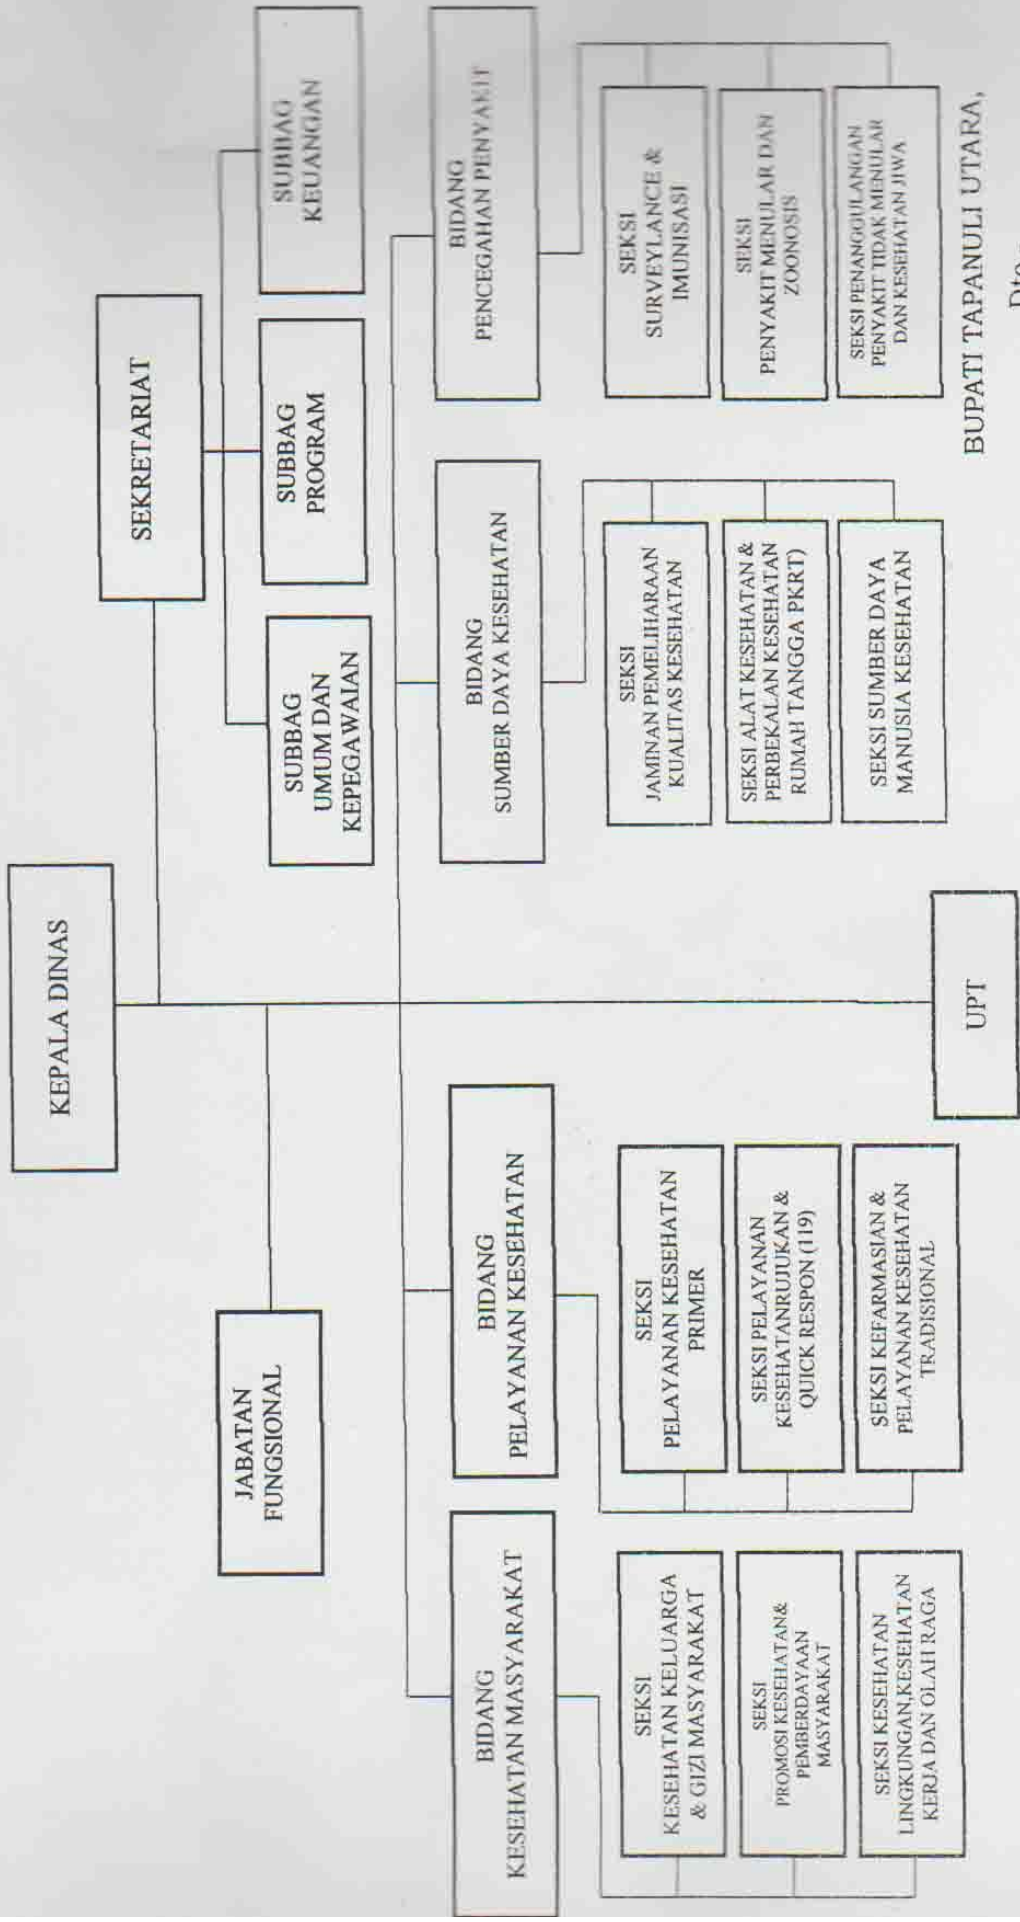 KEPALA DINAS
SEKRETARIAT
JABATAN
FUNGSIONAL
SUBBAG
UMUM DAN
KEPEGAWAIAN
SUBBAG
PROGRAM
SUBBAG
KEUANGAN
BIDANG
KESEHATAN MASYARAKAT
BIDANG
PELAYANAN KESEHATAN
BIDANG
SUMBER DAYA KESEHATAN
BIDANG
PENCEGAHAN PENYAKIT
SEKSI
KESEHATAN KELUARGA
& GIZI MASYARAKAT
SEKSI
PROMOSI KESEHATAN&
PEMBERDAYAAN
MASYARAKAT
SEKSI KESEHATAN
LINGKUNGAN,KESEHATAN
KERJA DAN OLAH RAGA
SEKSI
PELAYANAN KESEHATAN
PRIMER
SEKSI PELAYANAN
KESEHATANRUJUKAN &
QUICK RESPON (119)
SEKSI KEFARMASIAN &
PELAYANAN KESEHATAN
TRADISIONAL
SEKSI
JAMINAN PEMELIHARAAN
KUALITAS KESEHATAN
SEKSI ALAT KESEHATAN &
PERBEKALAN KESEHATAN
RUMAH TANGGA PKRT)
SEKSI SUMBER DAYA
MANUSIA KESEHATAN
SEKSI
SURVEYLANCE &
IMUNISASI
SEKSI
PENYAKIT MENULAR DAN
ZOONOSIS
SEKSI PENANGGULANGAN
PENYAKIT TIDAK MENULAR
DAN KESEHATAN JIWA
UPT
BUPATI TAPANULI UTARA,